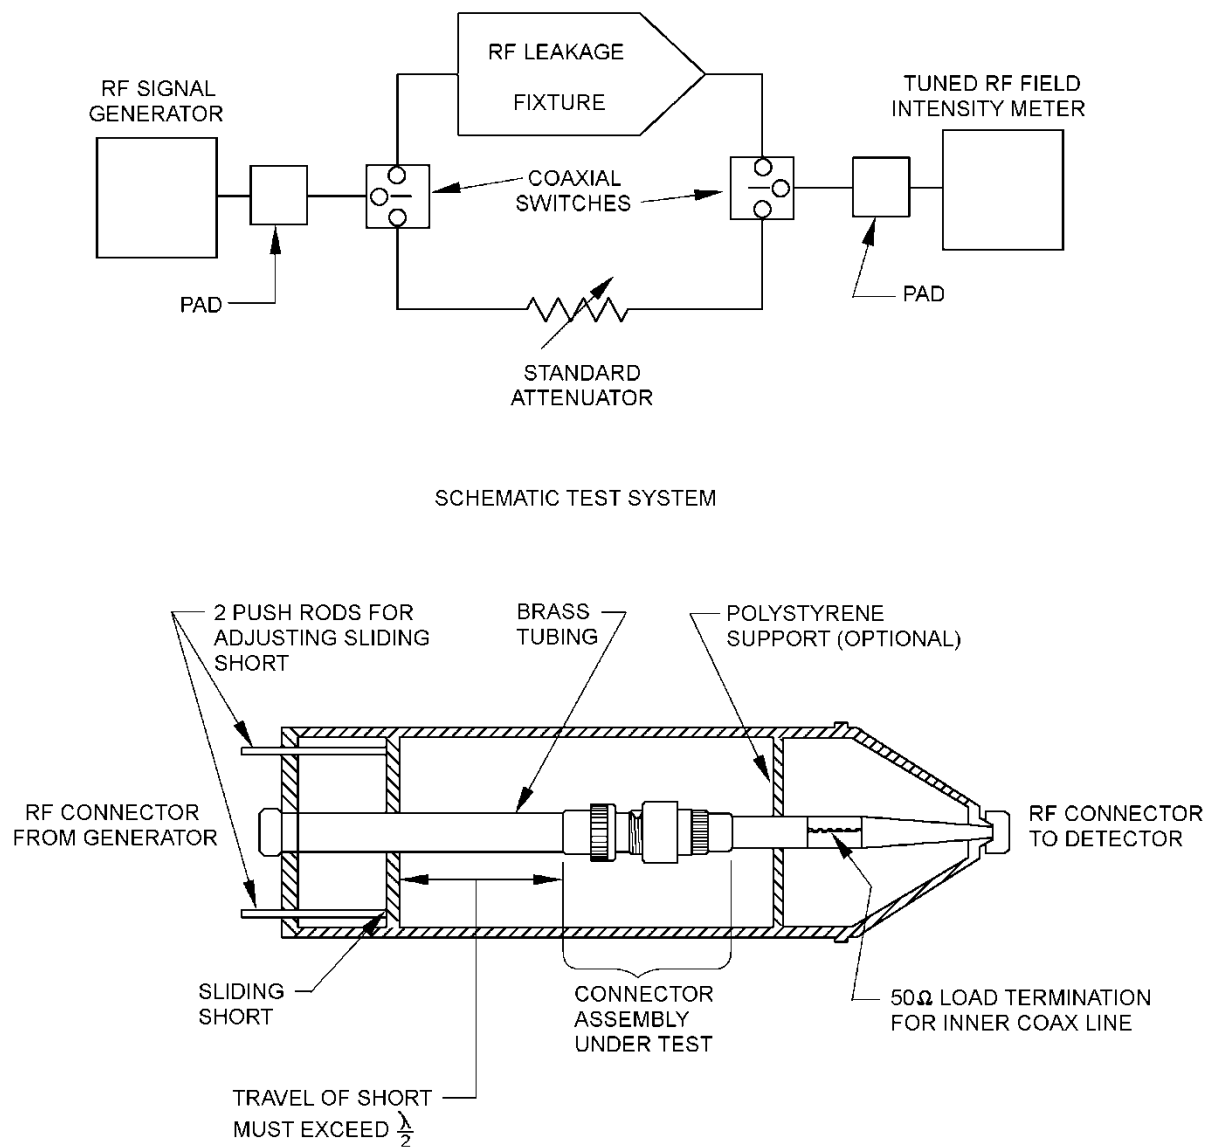 RF LEAKAGE
FIXTURE
RF SIGNAL
GENERATOR
TUNED RF FIELD
INTENSITY METER
COAXIAL
SWITCHES
PAD
PAD
STANDARD
ATTENUATOR
SCHEMATIC TEST SYSTEM
2 PUSH RODS FOR
ADJUSTING SLIDING
SHORT
BRASS
TUBING
POLYSTYRENE
SUPPORT (OPTIONAL)
RF CONNECTOR
FROM GENERATOR
RF CONNECTOR
TO DETECTOR
SLIDING
SHORT
CONNECTOR
ASSEMBLY
UNDER TEST
50Ω LOAD TERMINATION
FOR INNER COAX LINE
TRAVEL OF SHORT
MUST EXCEED λ/2